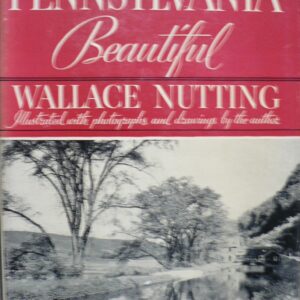 PENNSYLVANIA
Beautiful
WALLACE NUTTING
Illustrated with photographs and drawings by the author